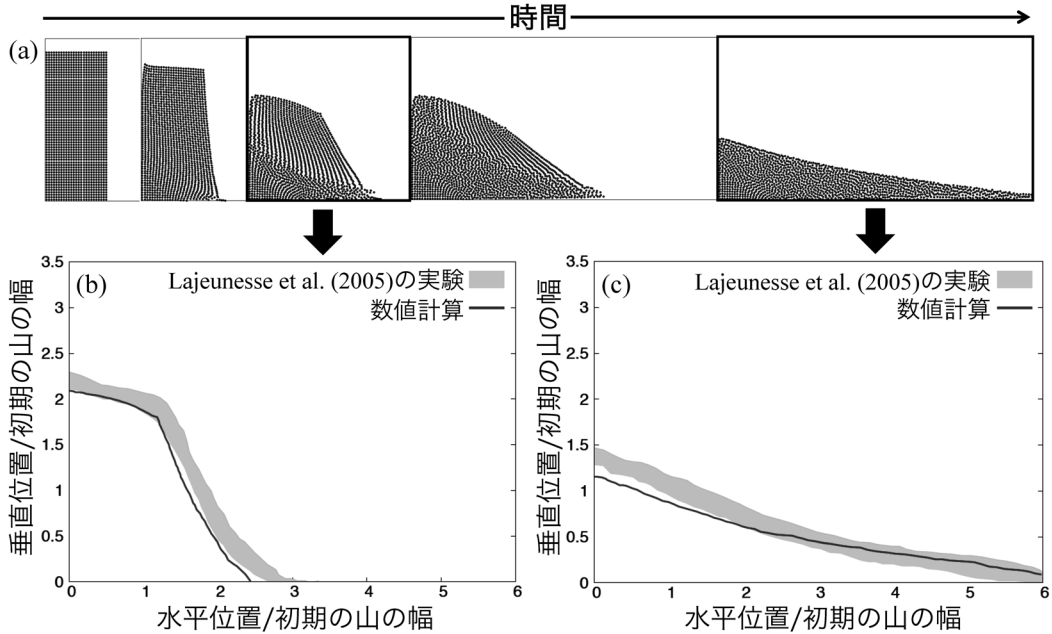 時間
(a)
(b)
Lajeunesse et al. (2005)の実験
数値計算
垂直位置/初期の山の幅
3.5
3
2.5
2
1.5
1
0.5
0
0 1 2 3 4 5 6
水平位置/初期の山の幅
(c)
Lajeunesse et al. (2005)の実験
数値計算
垂直位置/初期の山の幅
3.5
3
2.5
2
1.5
1
0.5
0
0 1 2 3 4 5 6
水平位置/初期の山の幅